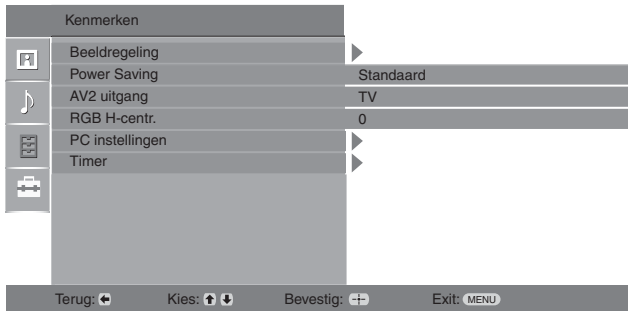 Kenmerken
Beeldregeling
Power Saving Standaard
AV2 uitgang TV
RGB H-centr. 0
PC instellingen
Timer
Terug: Kies: Bevestig: Exit: MENU